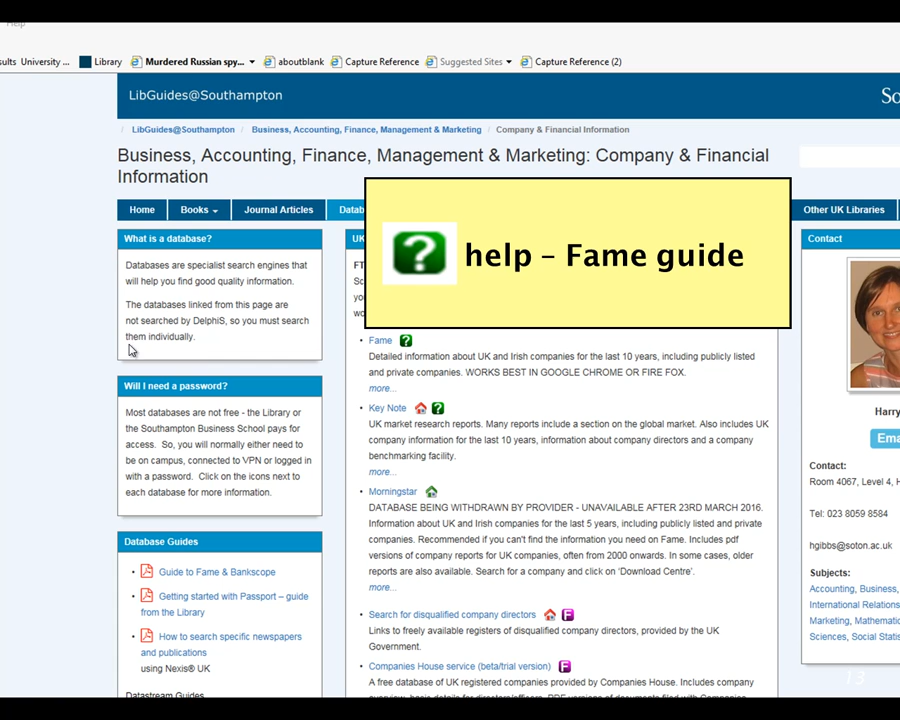 Help
sults University ... Library Murdered Russian spy... aboutblank Capture Reference Suggested Sites Capture Reference (2)
LibGuides@Southampton
So
/ LibGuides@Southampton / Business, Accounting, Finance, Management & Marketing / Company & Financial Information
Business, Accounting, Finance, Management & Marketing: Company & Financial
Information
Home Books Journal Articles Datab Other UK Libraries
? help – Fame guide
What is a database?
Databases are specialist search engines that
will help you find good quality information.
The databases linked from this page are
not searched by DelphiS, so you must search
them individually.
Will I need a password?
Most databases are not free - the Library or
the Southampton Business School pays for
access. So, you will normally either need to
be on campus, connected to VPN or logged in
with a password. Click on the icons next to
each database for more information.
Database Guides
• Guide to Fame & Bankscope
• Getting started with Passport – guide
from the Library
• How to search specific newspapers
and publications
using Nexis® UK
Datastream Guides
UK
FT
Sc
yo
wo
• Fame ?
Detailed information about UK and Irish companies for the last 10 years, including publicly listed
and private companies. WORKS BEST IN GOOGLE CHROME OR FIRE FOX.
more...
• Key Note ?
UK market research reports. Many reports include a section on the global market. Also includes UK
company information for the last 10 years, information about company directors and a company
benchmarking facility.
more...
• Morningstar
DATABASE BEING WITHDRAWN BY PROVIDER - UNAVAILABLE AFTER 23RD MARCH 2016.
Information about UK and Irish companies for the last 5 years, including publicly listed and private
companies. Recommended if you can't find the information you need on Fame. Includes pdf
versions of company reports for UK companies, often from 2000 onwards. In some cases, older
reports are also available. Search for a company and click on 'Download Centre'.
more...
• Search for disqualified company directors F
Links to freely available registers of disqualified company directors, provided by the UK
Government.
• Companies House service (beta/trial version) F
A free database of UK registered companies provided by Companies House. Includes company
Contact
Harry
Ema
Contact:
Room 4067, Level 4, H
Tel: 023 8059 8584
hgibbs@soton.ac.uk
Subjects:
Accounting, Business,
International Relations
Marketing, Mathematic
Sciences, Social Statis
13